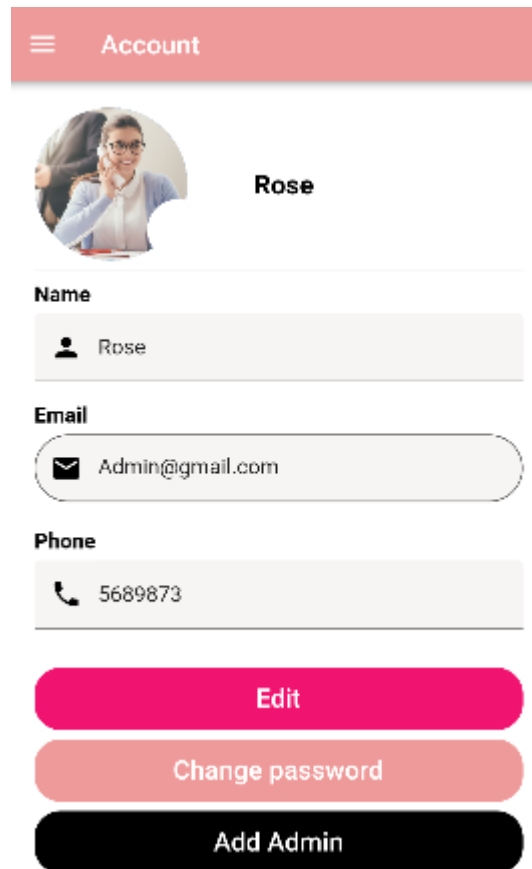 Account
Rose
Name
Rose
Email
Admin@gmail.com
Phone
5689873
Edit
Change password
Add Admin